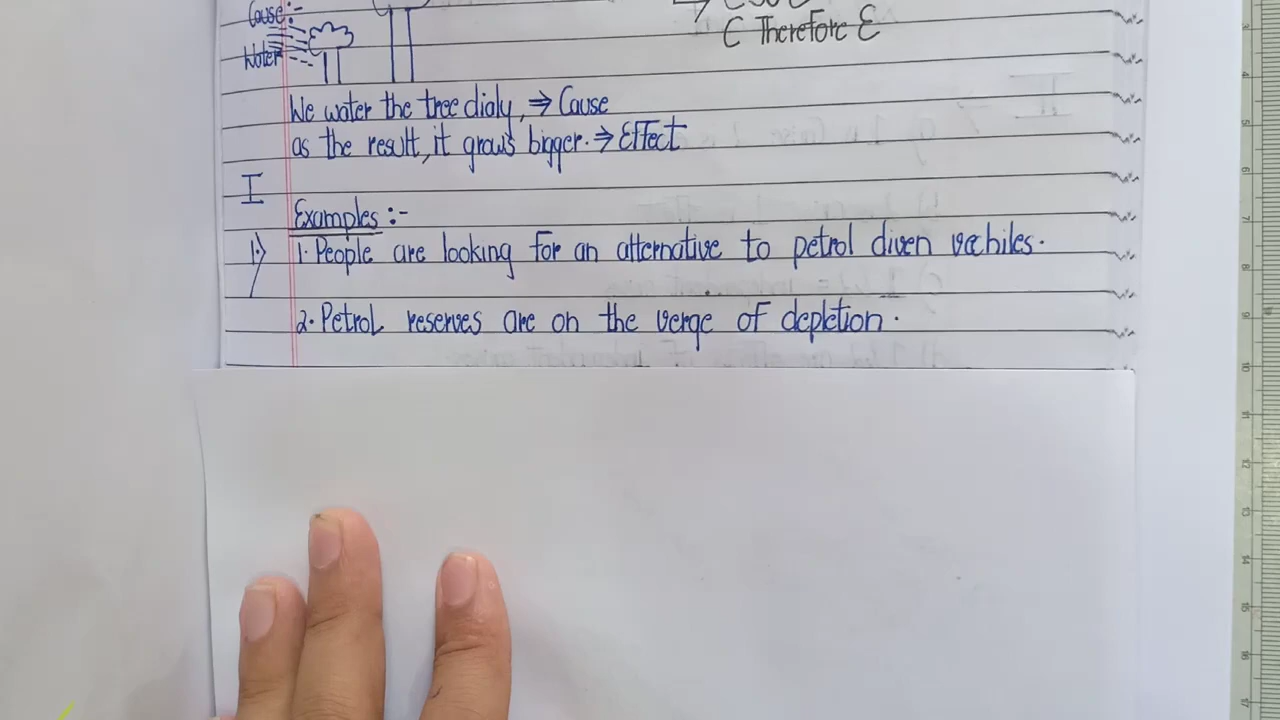 Cause:-
C Therefore E
Water
We water the tree dialy, ⇒ Cause
as the result, it grows bigger. ⇒ Effect
I
Examples :-
1.) 1. People are looking for an alternative to petrol diven vechiles.
2. Petrol reserves are on the verge of depletion.